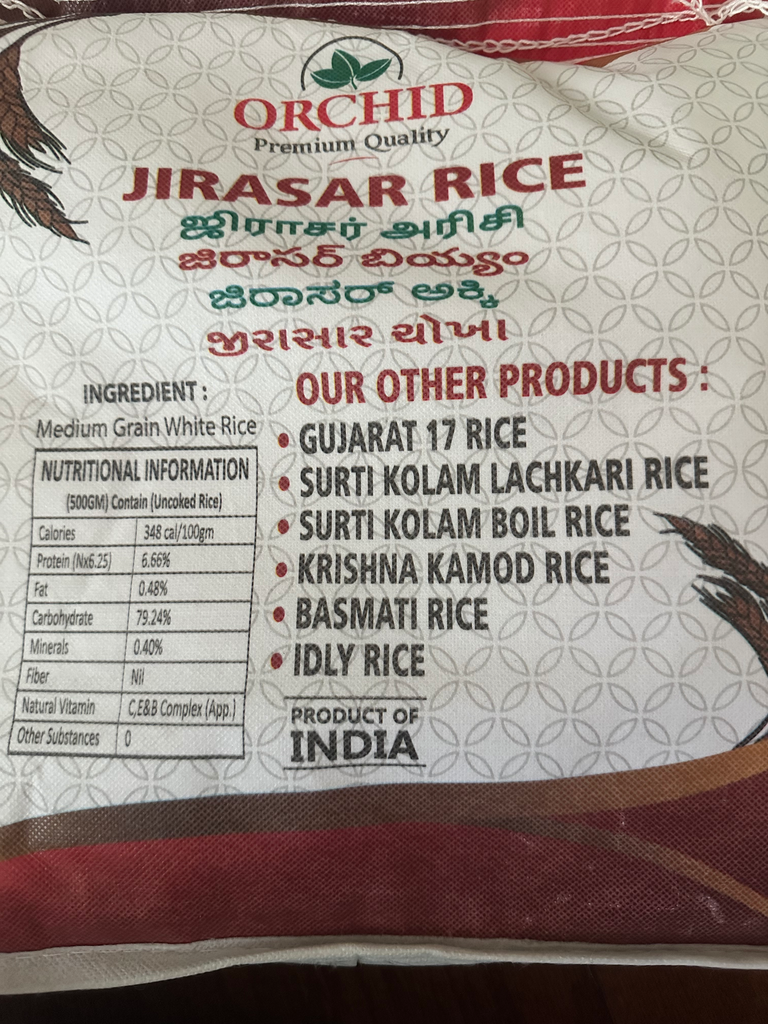 ORCHID
Premium Quality
JIRASAR RICE
ஜிராசர் அரிசி
జిరాసర్ బియ్యం
ಜಿರಾಸರ್ ಅಕ್ಕಿ
જીરાસાર ચોખા
INGREDIENT :
Medium Grain White Rice
NUTRITIONAL INFORMATION
(500GM) Contain (Uncoked Rice)
Calories 348 cal/100gm
Protein (Nx6.25) 6.66%
Fat 0.48%
Carbohydrate 79.24%
Minerals 0.40%
Fiber Nil
Natural Vitamin C,E&B Complex (App.)
Other Substances 0
OUR OTHER PRODUCTS :
• GUJARAT 17 RICE
• SURTI KOLAM LACHKARI RICE
• SURTI KOLAM BOIL RICE
• KRISHNA KAMOD RICE
• BASMATI RICE
• IDLY RICE
PRODUCT OF
INDIA